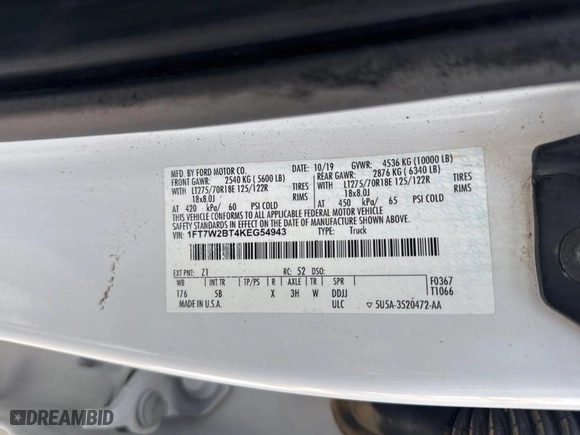 MFD. BY FORD MOTOR CO.
DATE: 10/19 GVWR: 4536 KG (10000 LB)
FRONT GAWR: 2540 KG (5600 LB) REAR GAWR: 2876 KG (6340 LB)
WITH LT275/70R18E 125/122R TIRES WITH LT275/70R18E 125/122R TIRES
18x8.0J RIMS 18x8.0J RIMS
AT 420 kPa/ 60 PSI COLD AT 450 kPa/ 65 PSI COLD
THIS VEHICLE CONFORMS TO ALL APPLICABLE FEDERAL MOTOR VEHICLE
SAFETY STANDARDS IN EFFECT ON THE DATE OF MANUFACTURE SHOWN ABOVE.
VIN: 1FT7W2BT4KEG54943 TYPE: Truck
EXT PNT: Z1 RC: 52 DSO:
WB INT TR TP/PS R AXLE TR SPR F0367
176 5B X 3H W DDJJ T1066
MADE IN U.S.A. ULC ▽ 5U5A-3520472-AA
DREAMBID